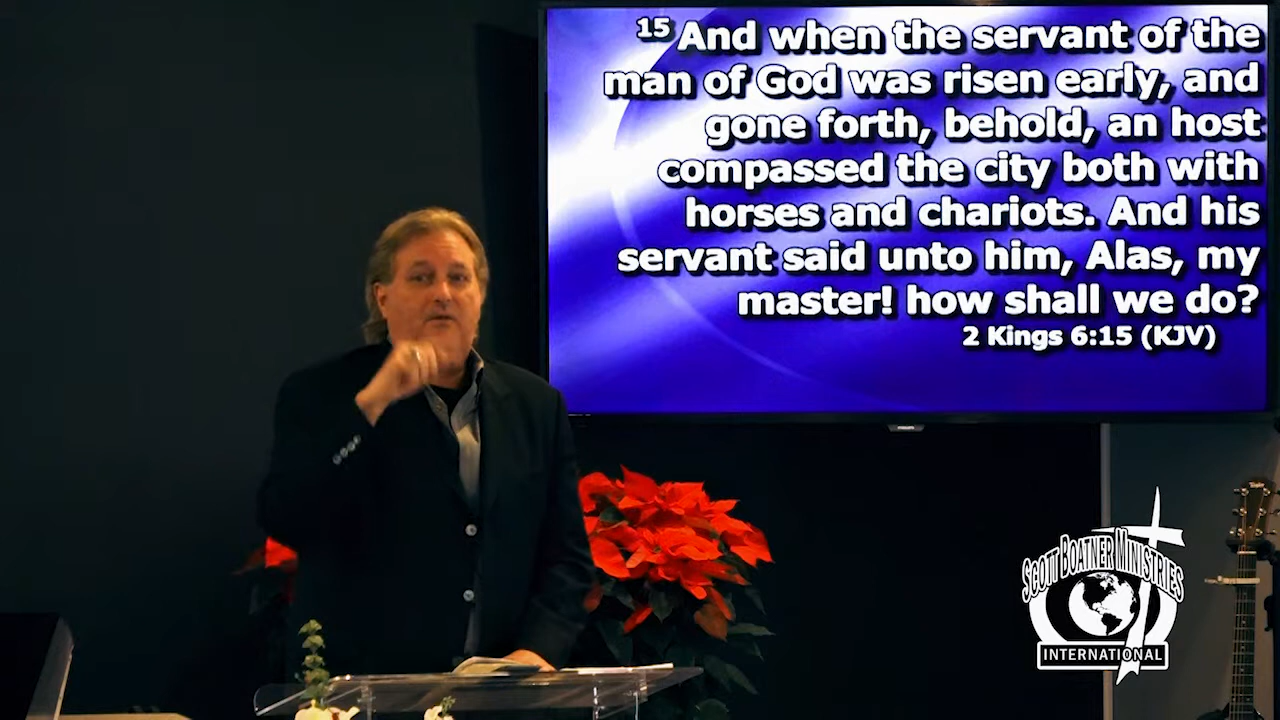 15 And when the servant of the
man of God was risen early, and
gone forth, behold, an host
compassed the city both with
horses and chariots. And his
servant said unto him, Alas, my
master! how shall we do?
2 Kings 6:15 (KJV)
SCOTT BOATNER MINISTRIES
INTERNATIONAL
Taylor